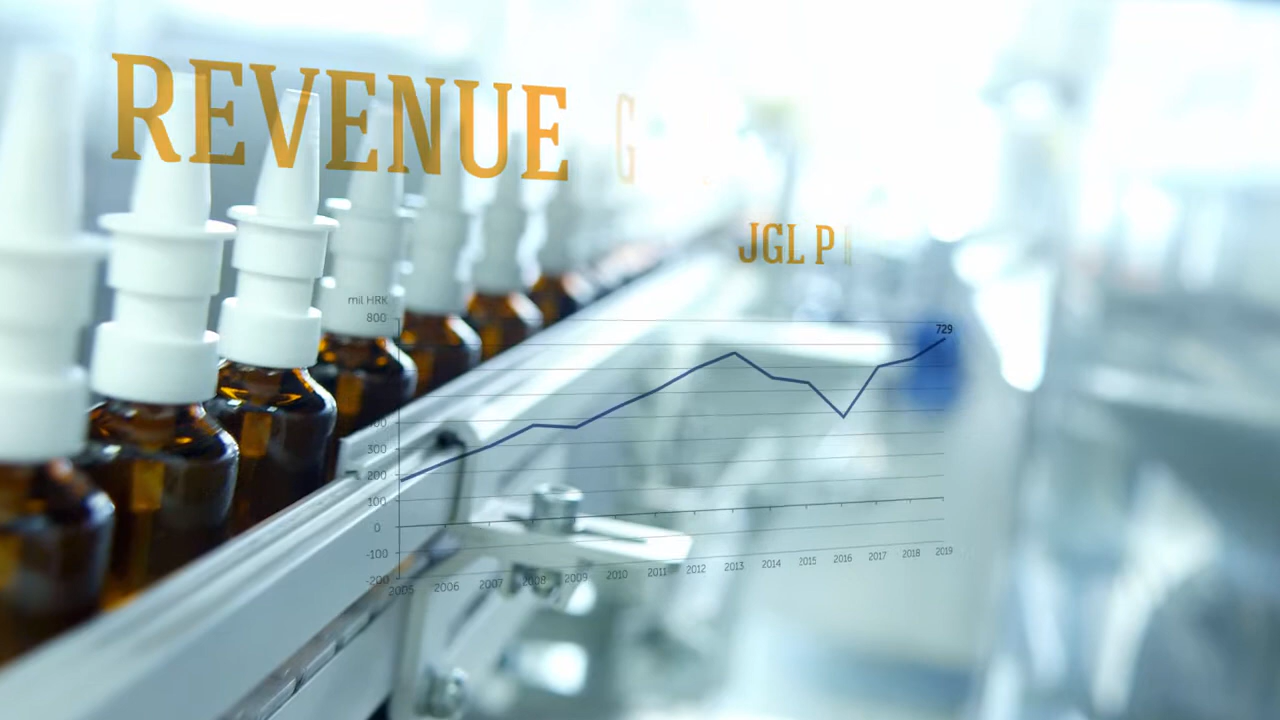 REVENUE G
JGL P
mil HRK
800
729
300
200
100
0
-100
-200
2005 2006 2007 2008 2009 2010 2011 2012 2013 2014 2015 2016 2017 2018 2019